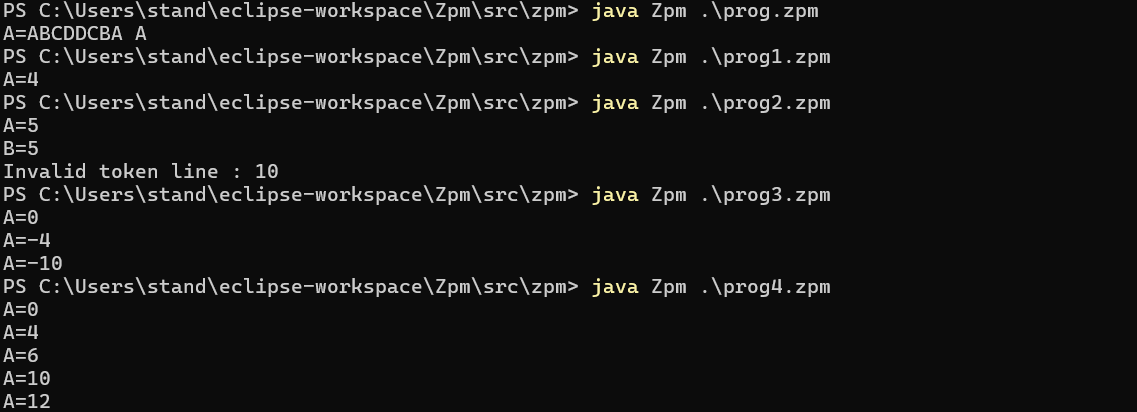 PS C:\Users\stand\eclipse-workspace\Zpm\src\zpm> java Zpm .\prog.zpm
A=ABCDDCBA A
PS C:\Users\stand\eclipse-workspace\Zpm\src\zpm> java Zpm .\prog1.zpm
A=4
PS C:\Users\stand\eclipse-workspace\Zpm\src\zpm> java Zpm .\prog2.zpm
A=5
B=5
Invalid token line : 10
PS C:\Users\stand\eclipse-workspace\Zpm\src\zpm> java Zpm .\prog3.zpm
A=0
A=-4
A=-10
PS C:\Users\stand\eclipse-workspace\Zpm\src\zpm> java Zpm .\prog4.zpm
A=0
A=4
A=6
A=10
A=12